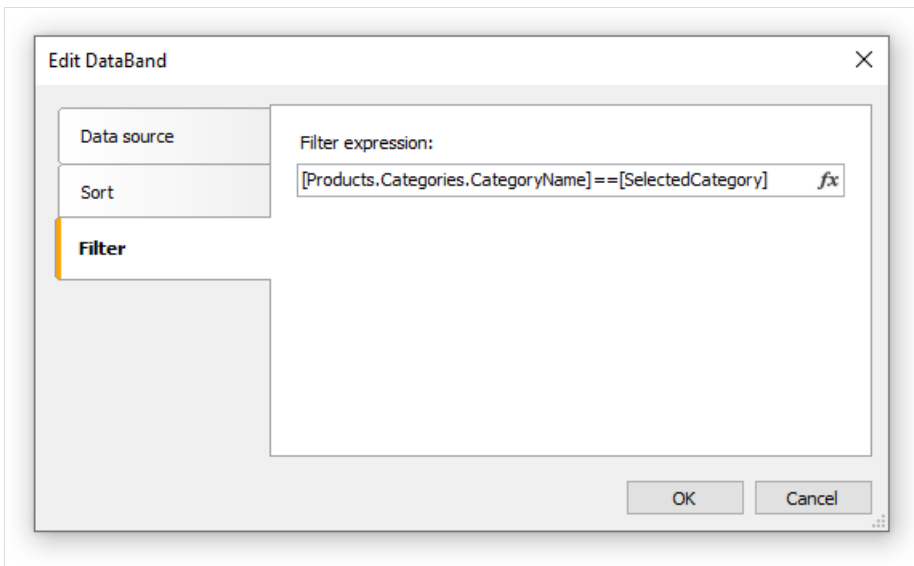 Edit DataBand
Data source
Sort
Filter
Filter expression:
[Products.Categories.CategoryName]==[SelectedCategory]
fx
OK
Cancel